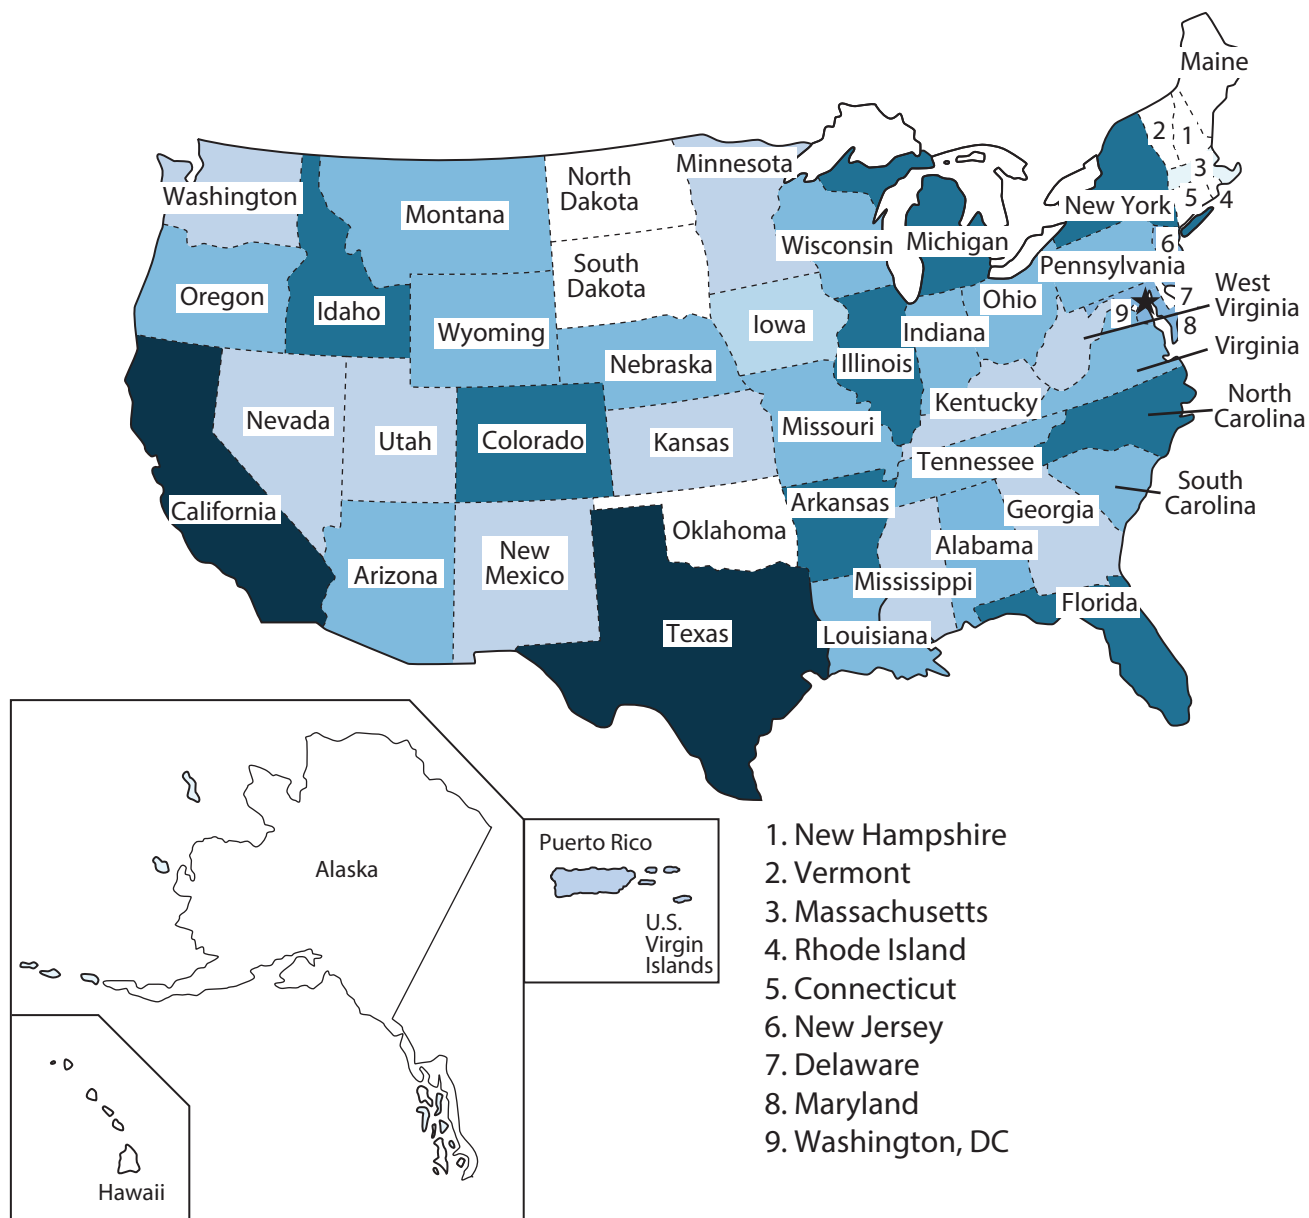 Maine
2
1
3
5
4
Minnesota
Washington
North
Dakota
Montana
New York
Wisconsin
Michigan
6
South
Dakota
Pennsylvania
Oregon
Idaho
Ohio
7
West
Virginia
Wyoming
Iowa
Indiana
9
8
Virginia
Nebraska
Illinois
North
Carolina
Nevada
Utah
Colorado
Kansas
Missouri
Kentucky
Tennessee
South
Carolina
California
Arkansas
Georgia
Oklahoma
Alabama
New
Mexico
Arizona
Mississippi
Florida
Texas
Louisiana
Alaska
Puerto Rico
U.S.
Virgin
Islands
Hawaii
1. New Hampshire
2. Vermont
3. Massachusetts
4. Rhode Island
5. Connecticut
6. New Jersey
7. Delaware
8. Maryland
9. Washington, DC